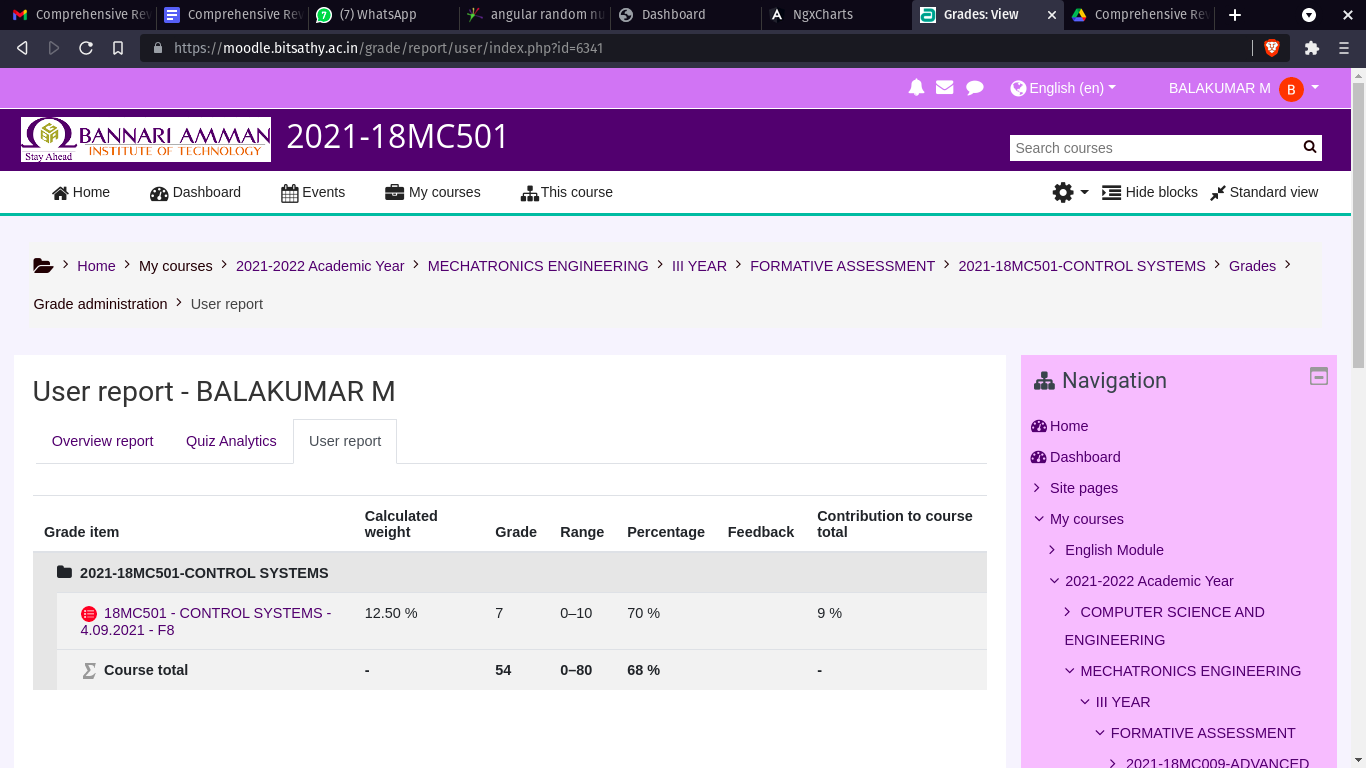 Comprehensive Rev
Comprehensive Rev
(7) WhatsApp
angular random nu
Dashboard
NgxCharts
Grades: View
Comprehensive Rev
https://moodle.bitsathy.ac.in/grade/report/user/index.php?id=6341
English (en)
BALAKUMAR M
B
BANNARI AMMAN
INSTITUTE OF TECHNOLOGY
Stay Ahead
2021-18MC501
Search courses
Home
Dashboard
Events
My courses
This course
Hide blocks
Standard view
Home > My courses > 2021-2022 Academic Year > MECHATRONICS ENGINEERING > III YEAR > FORMATIVE ASSESSMENT > 2021-18MC501-CONTROL SYSTEMS > Grades >
Grade administration > User report
User report - BALAKUMAR M
Overview report
Quiz Analytics
User report
Grade item
Calculated
weight
Grade
Range
Percentage
Feedback
Contribution to course
total
2021-18MC501-CONTROL SYSTEMS
18MC501 - CONTROL SYSTEMS -
4.09.2021 - F8
12.50 %
7
0–10
70 %
9 %
Course total
-
54
0–80
68 %
-
Navigation
Home
Dashboard
Site pages
My courses
English Module
2021-2022 Academic Year
COMPUTER SCIENCE AND
ENGINEERING
MECHATRONICS ENGINEERING
III YEAR
FORMATIVE ASSESSMENT
2021-18MC009-ADVANCED